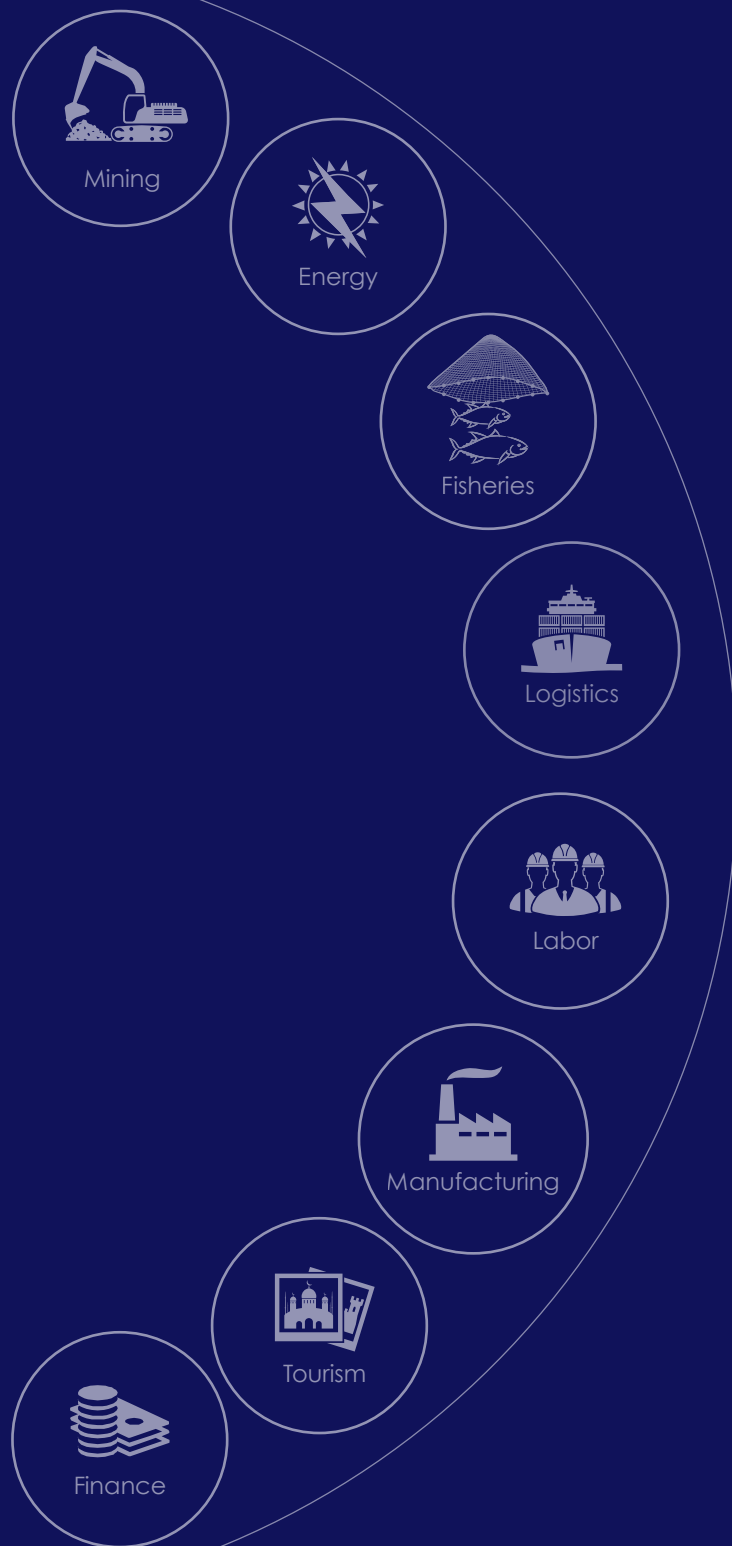 Mining
Energy
Fisheries
Logistics
Labor
Manufacturing
Tourism
Finance